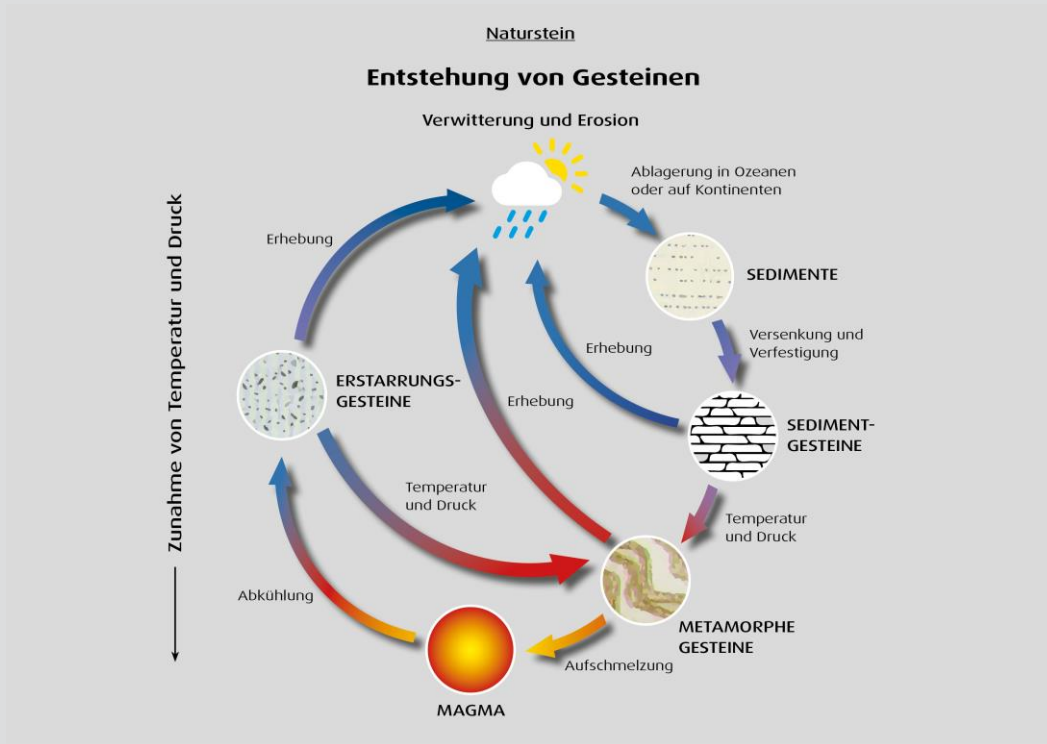 Naturstein
Entstehung von Gesteinen
Verwitterung und Erosion
Ablagerung in Ozeanen
oder auf Kontinenten
Erhebung
SEDIMENTE
Versenkung und
Verfestigung
Erhebung
ERSTARRUNGS-
GESTEINE
Erhebung
SEDIMENT-
GESTEINE
Temperatur
und Druck
Temperatur
und Druck
Abkühlung
METAMORPHE
GESTEINE
Aufschmelzung
MAGMA
Zunahme von Temperatur und Druck